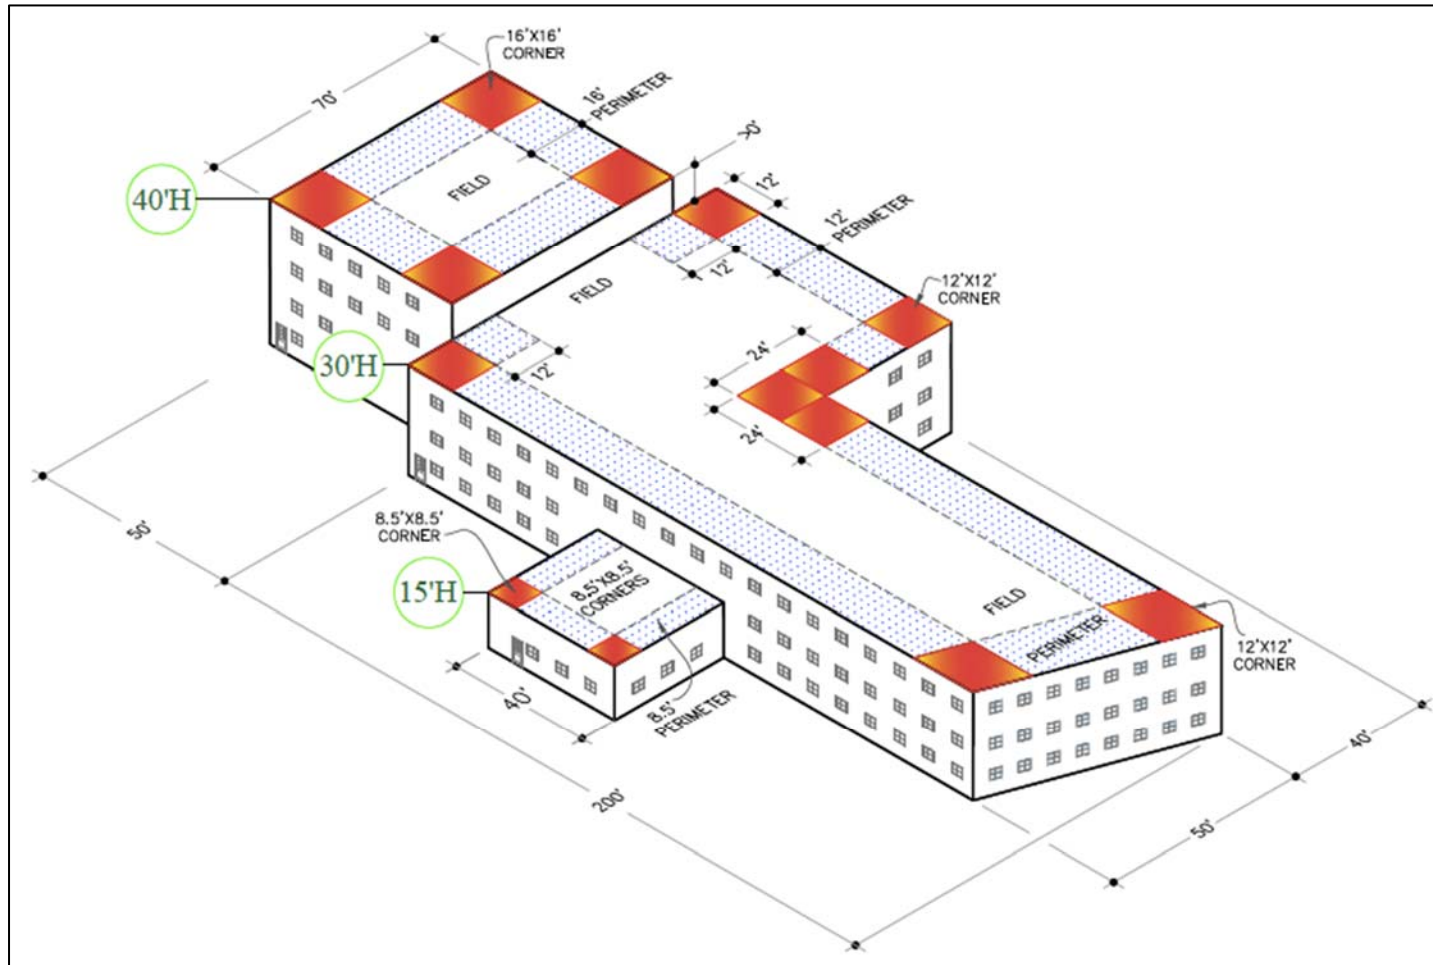 16'X16'
CORNER
70'
16'
PERIMETER
>0'
40'H
FIELD
12'
12'
PERIMETER
12'
FIELD
12'X12'
CORNER
24'
30'H
12'
24'
50'
8.5'X8.5'
CORNER
15'H
8.5'X8.5'
CORNERS
FIELD
PERIMETER
12'X12'
CORNER
40'
8.5'
PERIMETER
200'
40'
50'